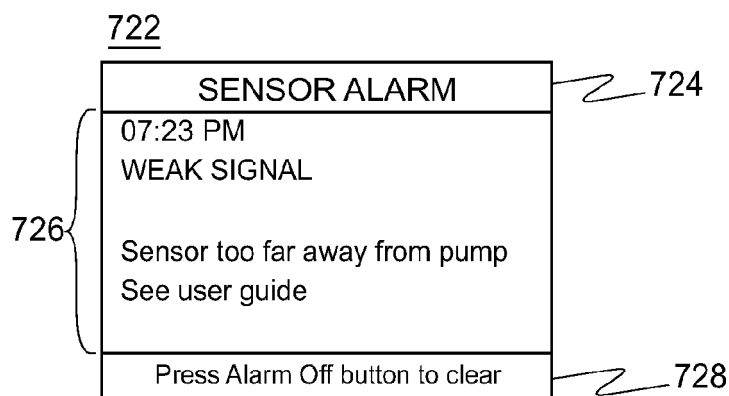 722
SENSOR ALARM
724
07:23 PM
WEAK SIGNAL
726
Sensor too far away from pump
See user guide
Press Alarm Off button to clear
728